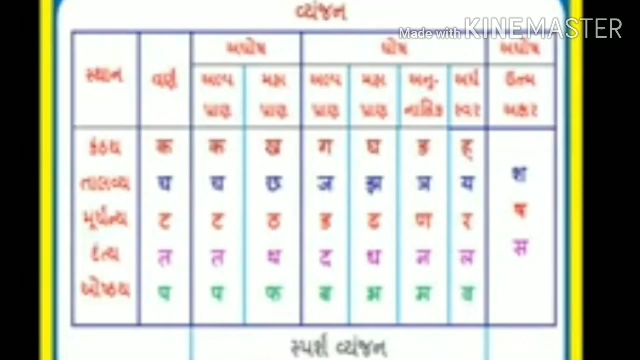 વ્યંજન
Made with KINEMASTER
અઘોષ ઘોષ અઘોષ
સ્થાન વર્ણ અલ્પ પ્રાણ મહા પ્રાણ અલ્પ પ્રાણ મહા પ્રાણ અનુ-નાસિક અર્ધ સ્વર ઉષ્મ અક્ષર
કંઠ્ય क क ख ग घ ङ ह्
તાલવ્ય च च छ ज झ ञ य श
મૂર્ધન્ય ट ट ठ ड ढ ण र ष
દંત્ય त त थ द ध न ल स
ઓષ્ઠ્ય प प फ ब भ म व
સ્પર્શ વ્યંજન